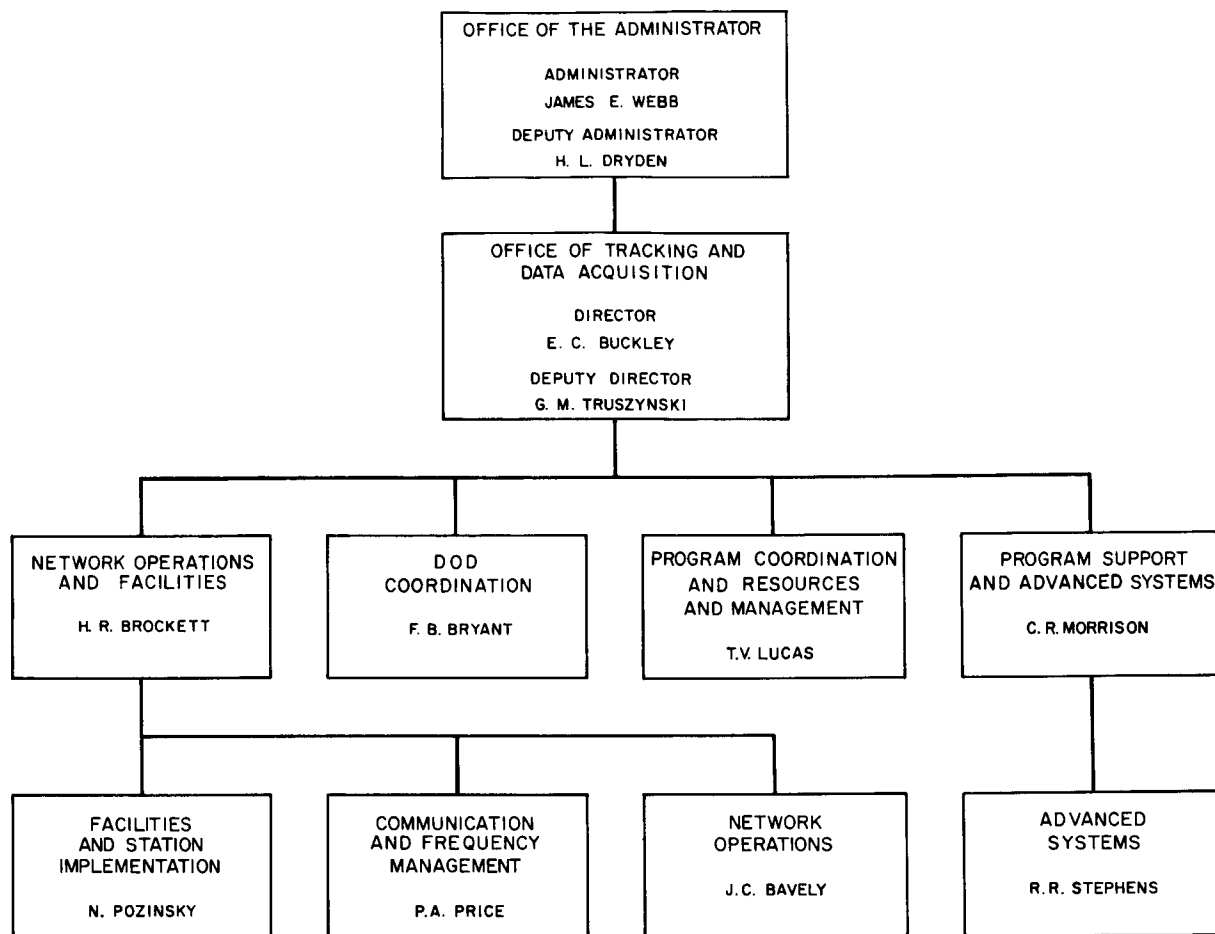 OFFICE OF THE ADMINISTRATOR
ADMINISTRATOR
JAMES E. WEBB
DEPUTY ADMINISTRATOR
H. L. DRYDEN
OFFICE OF TRACKING AND
DATA ACQUISITION
DIRECTOR
E. C. BUCKLEY
DEPUTY DIRECTOR
G. M. TRUSZYNSKI
NETWORK OPERATIONS
AND FACILITIES
H. R. BROCKETT
DOD
COORDINATION
F. B. BRYANT
PROGRAM COORDINATION
AND RESOURCES
AND MANAGEMENT
T.V. LUCAS
PROGRAM SUPPORT
AND ADVANCED SYSTEMS
C.R. MORRISON
FACILITIES
AND STATION
IMPLEMENTATION
N. POZINSKY
COMMUNICATION
AND FREQUENCY
MANAGEMENT
P.A. PRICE
NETWORK
OPERATIONS
J.C. BAVELY
ADVANCED
SYSTEMS
R.R. STEPHENS